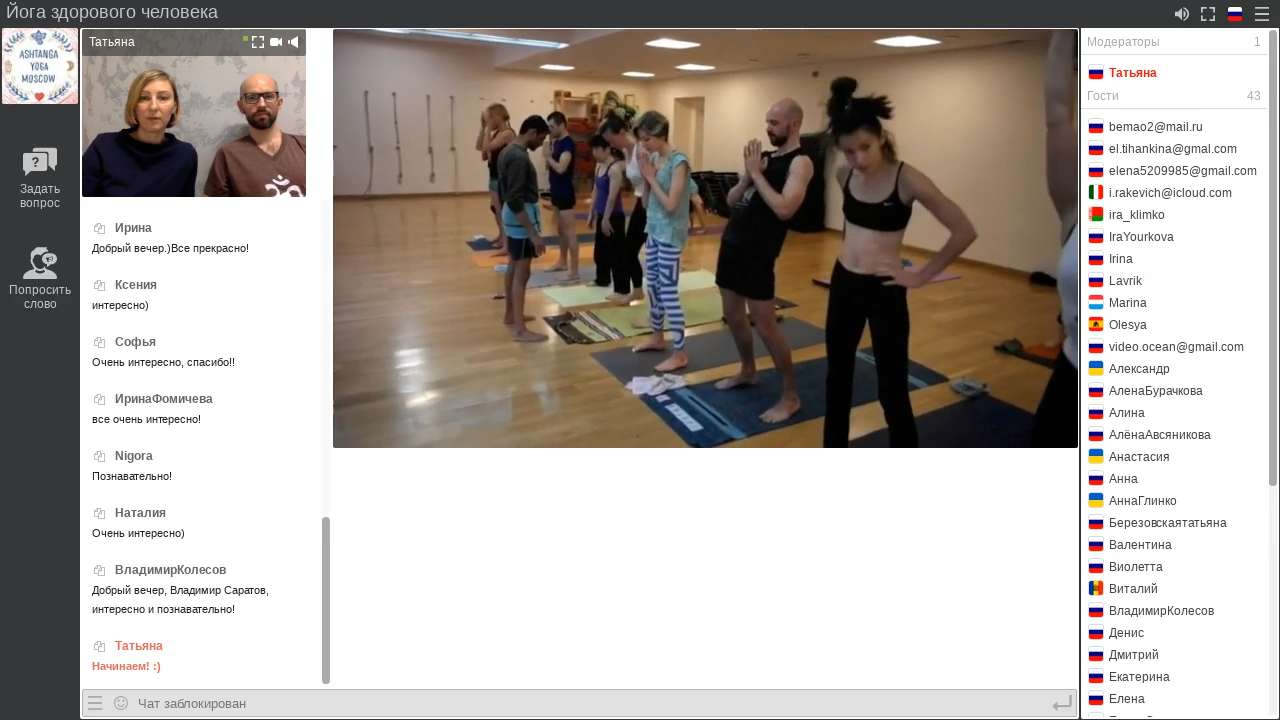 Йога здорового человека
ASHTANGA
YOGA
MOSCOW
Задать
вопрос
Попросить
слово
Татьяна
Ирина
Добрый вечер.)Все прекрасно!
Ксения
интересно)
Софья
Очень интересно, спасибо!!
ИринаФомичева
все очень интересно!
Nigora
Познавательно!
Наталия
Очень интересно)
ВладимирКолесов
Добрый вечер, Владимир Саратов,
интересно и познавательно!
Татьяна
Начинаем! :)
Чат заблокирован
Модераторы 1
Татьяна
Гости 43
bemao2@mail.ru
el.tihankina@gmal.com
elena5209985@gmail.com
i.rakevich@icloud.com
ira_klimko
IraYourkova
Irina
Lavrik
Marina
Olesya
video.ocean@gmail.com
Александр
АленаБурачкова
Алина
АлёнаАвсяникова
Анастасия
Анна
АннаГлинко
Березовскаятатьяна
Валентина
Виолетта
Виталий
ВладимирКолесов
Денис
Дмитрий
Екатерина
Елена